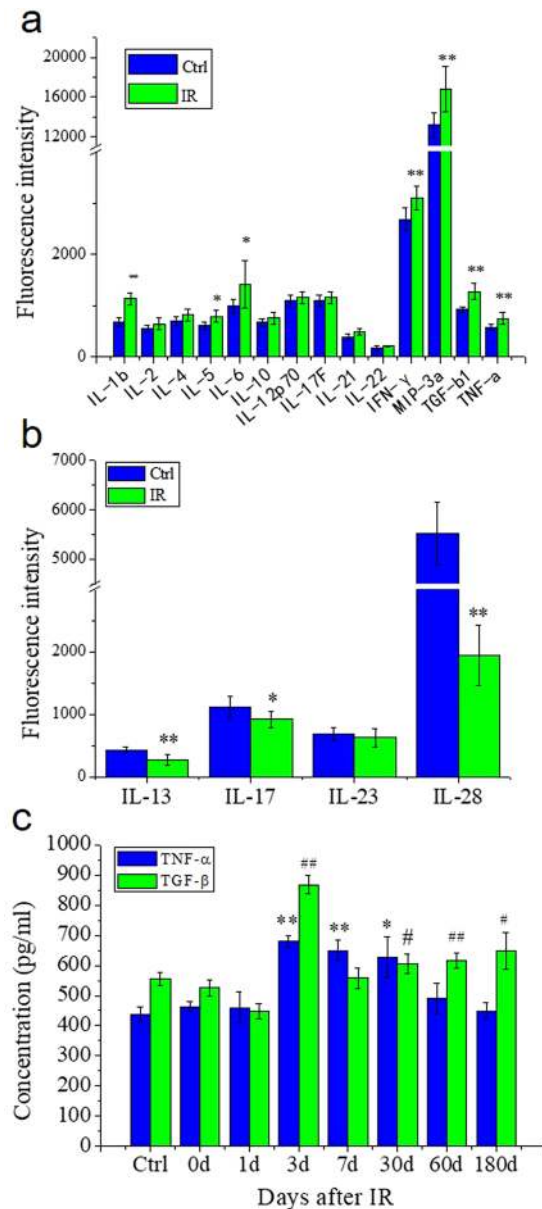 a
20000
16000
12000
2000
0
Fluorescence intensity
Ctrl
IR
**
**
*
*
**
**
IL-1b
IL-2
IL-4
IL-5
IL-6
IL-10
IL-12p70
IL-17F
IL-21
IL-22
IFN-γ
MIP-3a
TGF-b1
TNF-a
b
7000
6000
5000
2000
1000
0
Fluorescence intensity
Ctrl
IR
**
*
**
IL-13
IL-17
IL-23
IL-28
c
1000
900
800
700
600
500
400
300
200
100
0
Concentration (pg/ml)
TNF-α
TGF-β
##
** ** * # ## #
Ctrl 0d 1d 3d 7d 30d 60d 180d
Days after IR